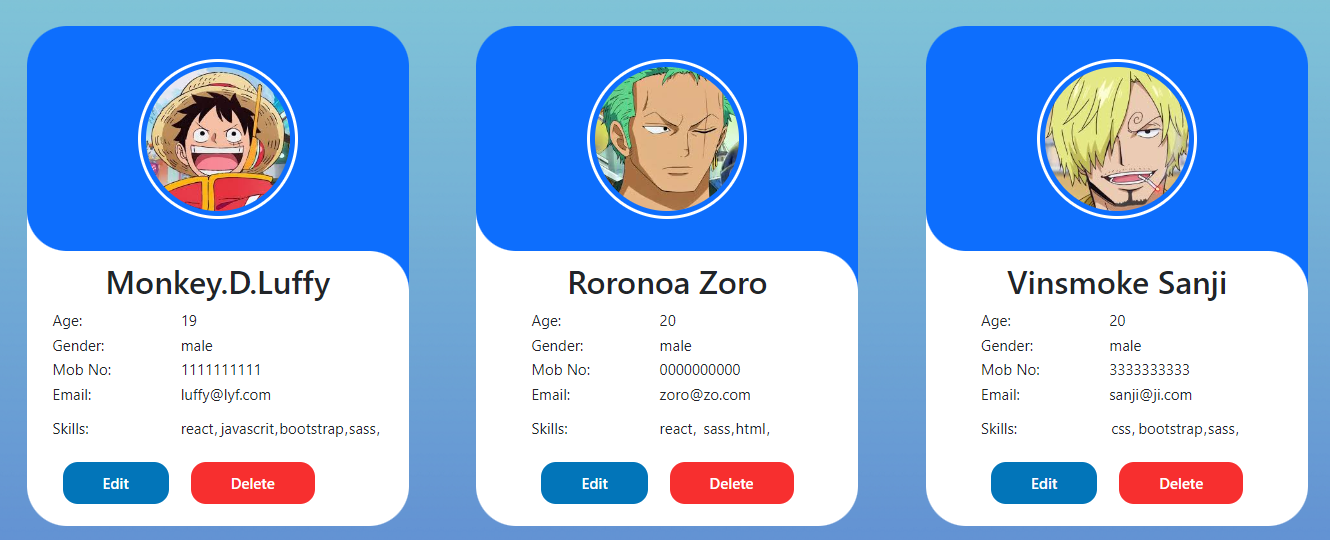 Monkey.D.Luffy
Age: 19
Gender: male
Mob No: 1111111111
Email: luffy@lyf.com
Skills: react, javascrit,bootstrap,sass,
Edit Delete
Roronoa Zoro
Age: 20
Gender: male
Mob No: 0000000000
Email: zoro@zo.com
Skills: react, sass,html,
Edit Delete
Vinsmoke Sanji
Age: 20
Gender: male
Mob No: 3333333333
Email: sanji@ji.com
Skills: css, bootstrap,sass,
Edit Delete